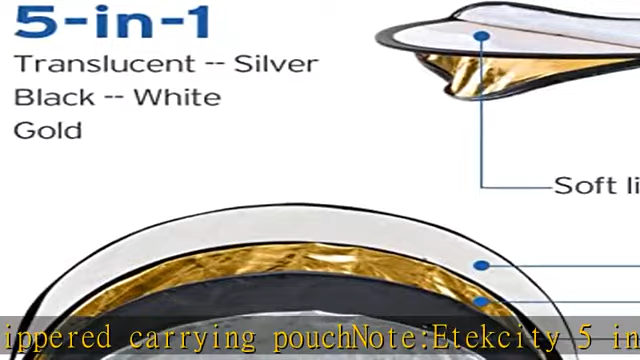 5-in-1
Translucent -- Silver
Black -- White
Gold
Soft li
ippered carrying pouchNote:Etekcity 5 in